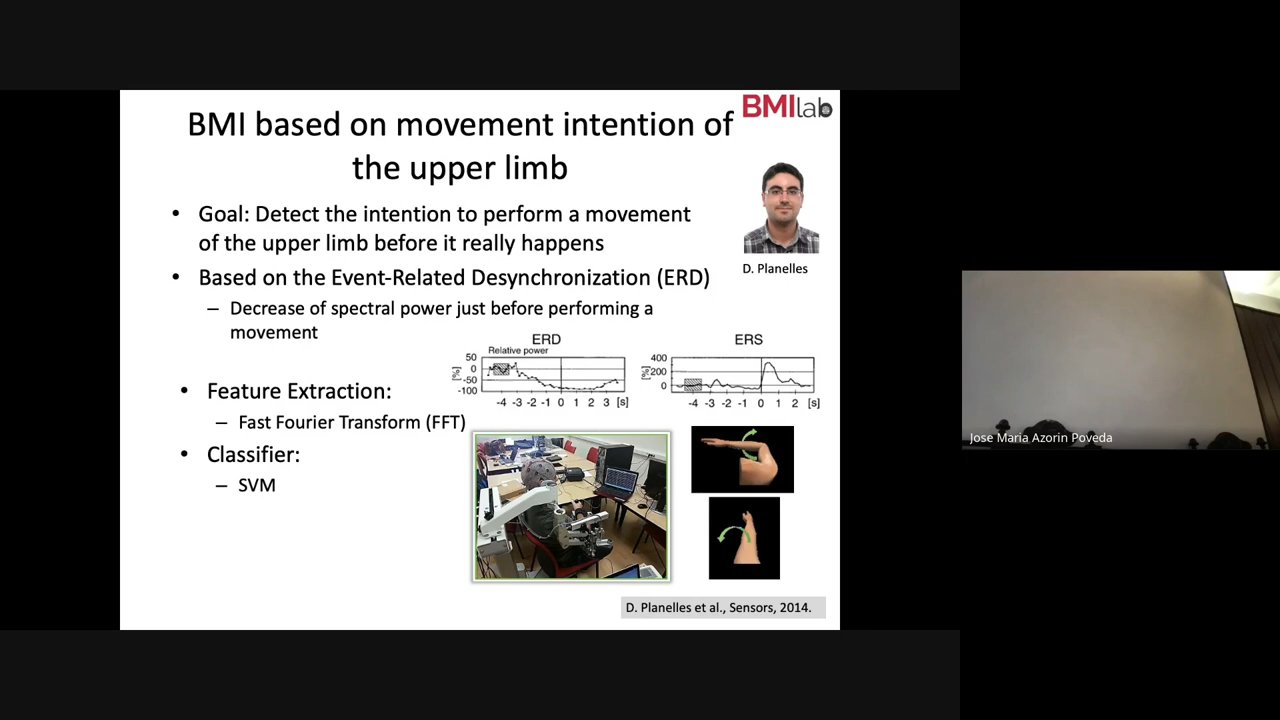 BMI based on movement intention of
the upper limb
BMIlab
• Goal: Detect the intention to perform a movement
of the upper limb before it really happens
D. Planelles
• Based on the Event-Related Desynchronization (ERD)
– Decrease of spectral power just before performing a
movement
ERD
Relative power
[%]
50
0
-50
-100
-4 -3 -2 -1 0 1 2 3 [s]
ERS
[%]
400
200
0
-4 -3 -2 -1 0 1 2 [s]
• Feature Extraction:
– Fast Fourier Transform (FFT)
• Classifier:
– SVM
D. Planelles et al., Sensors, 2014.
Jose Maria Azorin Poveda